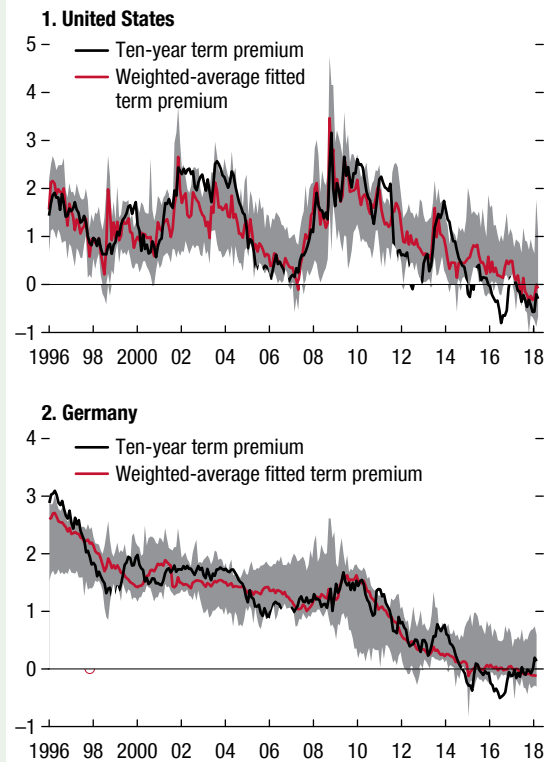 1. United States
5
Ten-year term premium
Weighted-average fitted
term premium
4
3
2
1
0
–1
1996 98 2000 02 04 06 08 10 12 14 16 18
2. Germany
4
Ten-year term premium
Weighted-average fitted term premium
3
2
1
0
–1
1996 98 2000 02 04 06 08 10 12 14 16 18